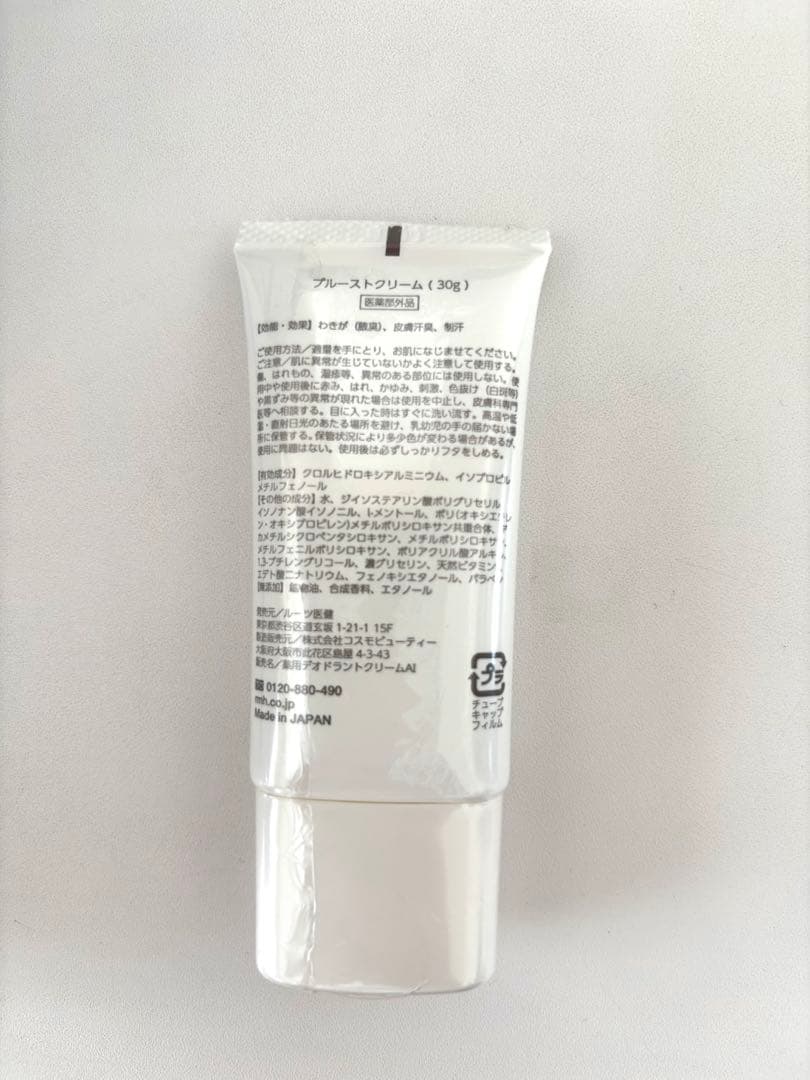 プルーストクリーム（30g）
医薬部外品
【効能・効果】わきが（腋臭）、皮膚汗臭、制汗
ご使用方法／適量を手にとり、お肌になじませてください。
ご注意／肌に異常が生じていないかよく注意して使用する。
傷、はれもの、湿疹等、異常のある部位には使用しない。使
用中や使用後に赤み、はれ、かゆみ、刺激、色抜け（白斑等）
や黒ずみ等の異常が現れた場合は使用を中止し、皮膚科専門
医等へ相談する。目に入った時はすぐに洗い流す。高温や低
温・直射日光のあたる場所を避け、乳幼児の手の届かない場
所に保管する。保管状況により多少色が変わる場合があるが、
使用に問題はない。使用後は必ずしっかりフタをしめる。
【有効成分】クロルヒドロキシアルミニウム、イソプロピル
メチルフェノール
【その他の成分】水、ジイソステアリン酸ポリグリセリル
イソノナン酸イソノニル、l-メントール、ポリ(オキシエチレ
ン・オキシプロピレン)メチルポリシロキサン共重合体、デ
カメチルシクロペンタシロキサン、メチルポリシロキサン、
メチルフェニルポリシロキサン、ポリアクリル酸アルキル、
1,3-ブチレングリコール、濃グリセリン、天然ビタミン
エデト酸二ナトリウム、フェノキシエタノール、パラベン
【無添加】鉱物油、合成香料、エタノール
発売元／ルーツ医健
東京都渋谷区道玄坂 1-21-1 15F
製造販売元／株式会社コスモビューティー
大阪府大阪市此花区島屋 4-3-43
販売名／薬用デオドラントクリームAI
0120-880-490
rmh.co.jp
Made in JAPAN
プラ
チューブ
キャップ
フィルム